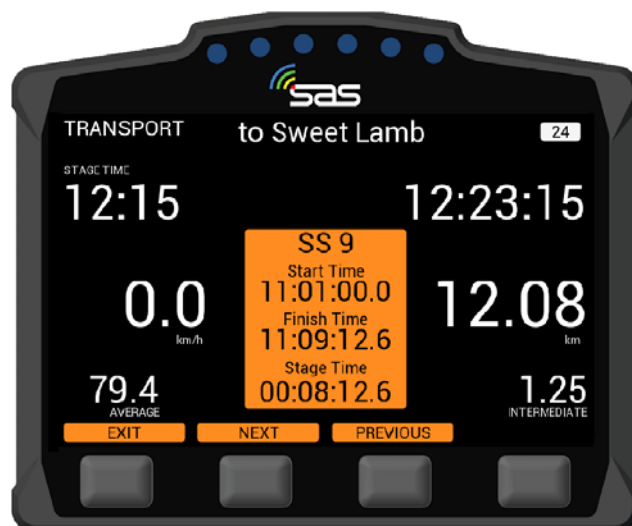 sas
TRANSPORT to Sweet Lamb 24
STAGE TIME
12:15 12:23:15
SS 9
Start Time
11:01:00.0
Finish Time
11:09:12.6
Stage Time
00:08:12.6
0.0
km/h
12.08
km
79.4
AVERAGE
1.25
INTERMEDIATE
EXIT NEXT PREVIOUS